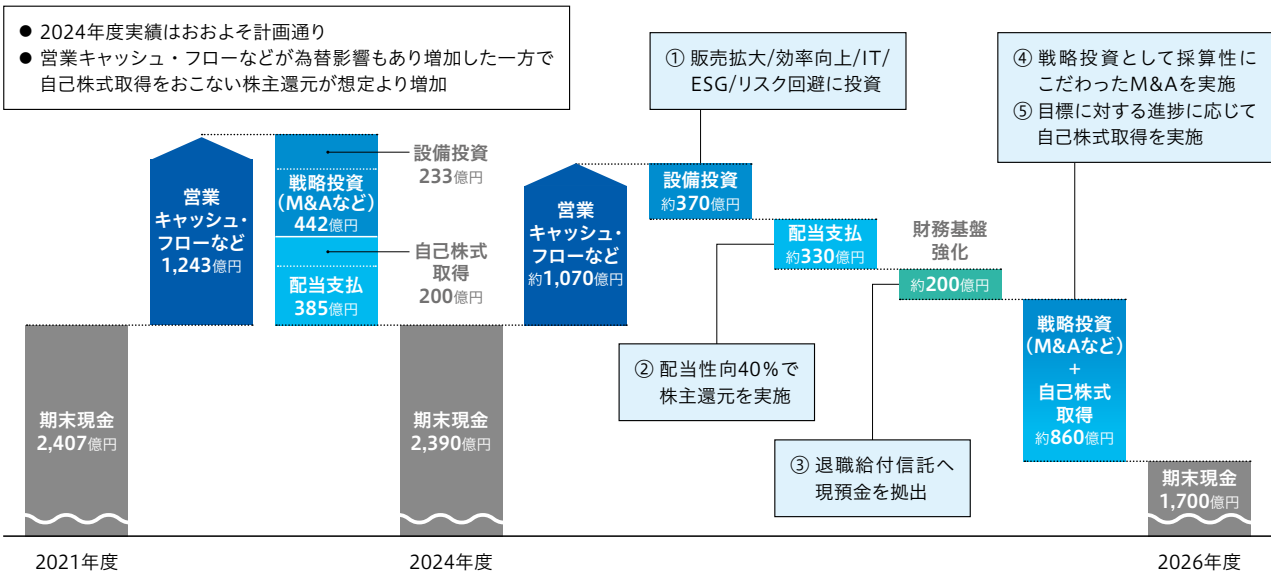 ● 2024年度実績はおおよそ計画通り
● 営業キャッシュ・フローなどが為替影響もあり増加した一方で
自己株式取得をおこない株主還元が想定より増加
① 販売拡大/効率向上/IT/
ESG/リスク回避に投資
④ 戦略投資として採算性に
こだわったM&Aを実施
⑤ 目標に対する進捗に応じて
自己株式取得を実施
営業
キャッシュ・
フローなど
1,243億円
設備投資
233億円
戦略投資
(M&Aなど)
442億円
自己株式
取得
200億円
配当支払
385億円
営業
キャッシュ・
フローなど
約1,070億円
設備投資
約370億円
配当支払
約330億円
財務基盤
強化
約200億円
戦略投資
(M&Aなど)
+
自己株式
取得
約860億円
② 配当性向40%で
株主還元を実施
③ 退職給付信託へ
現預金を拠出
期末現金
2,407億円
期末現金
2,390億円
期末現金
1,700億円
2021年度
2024年度
2026年度